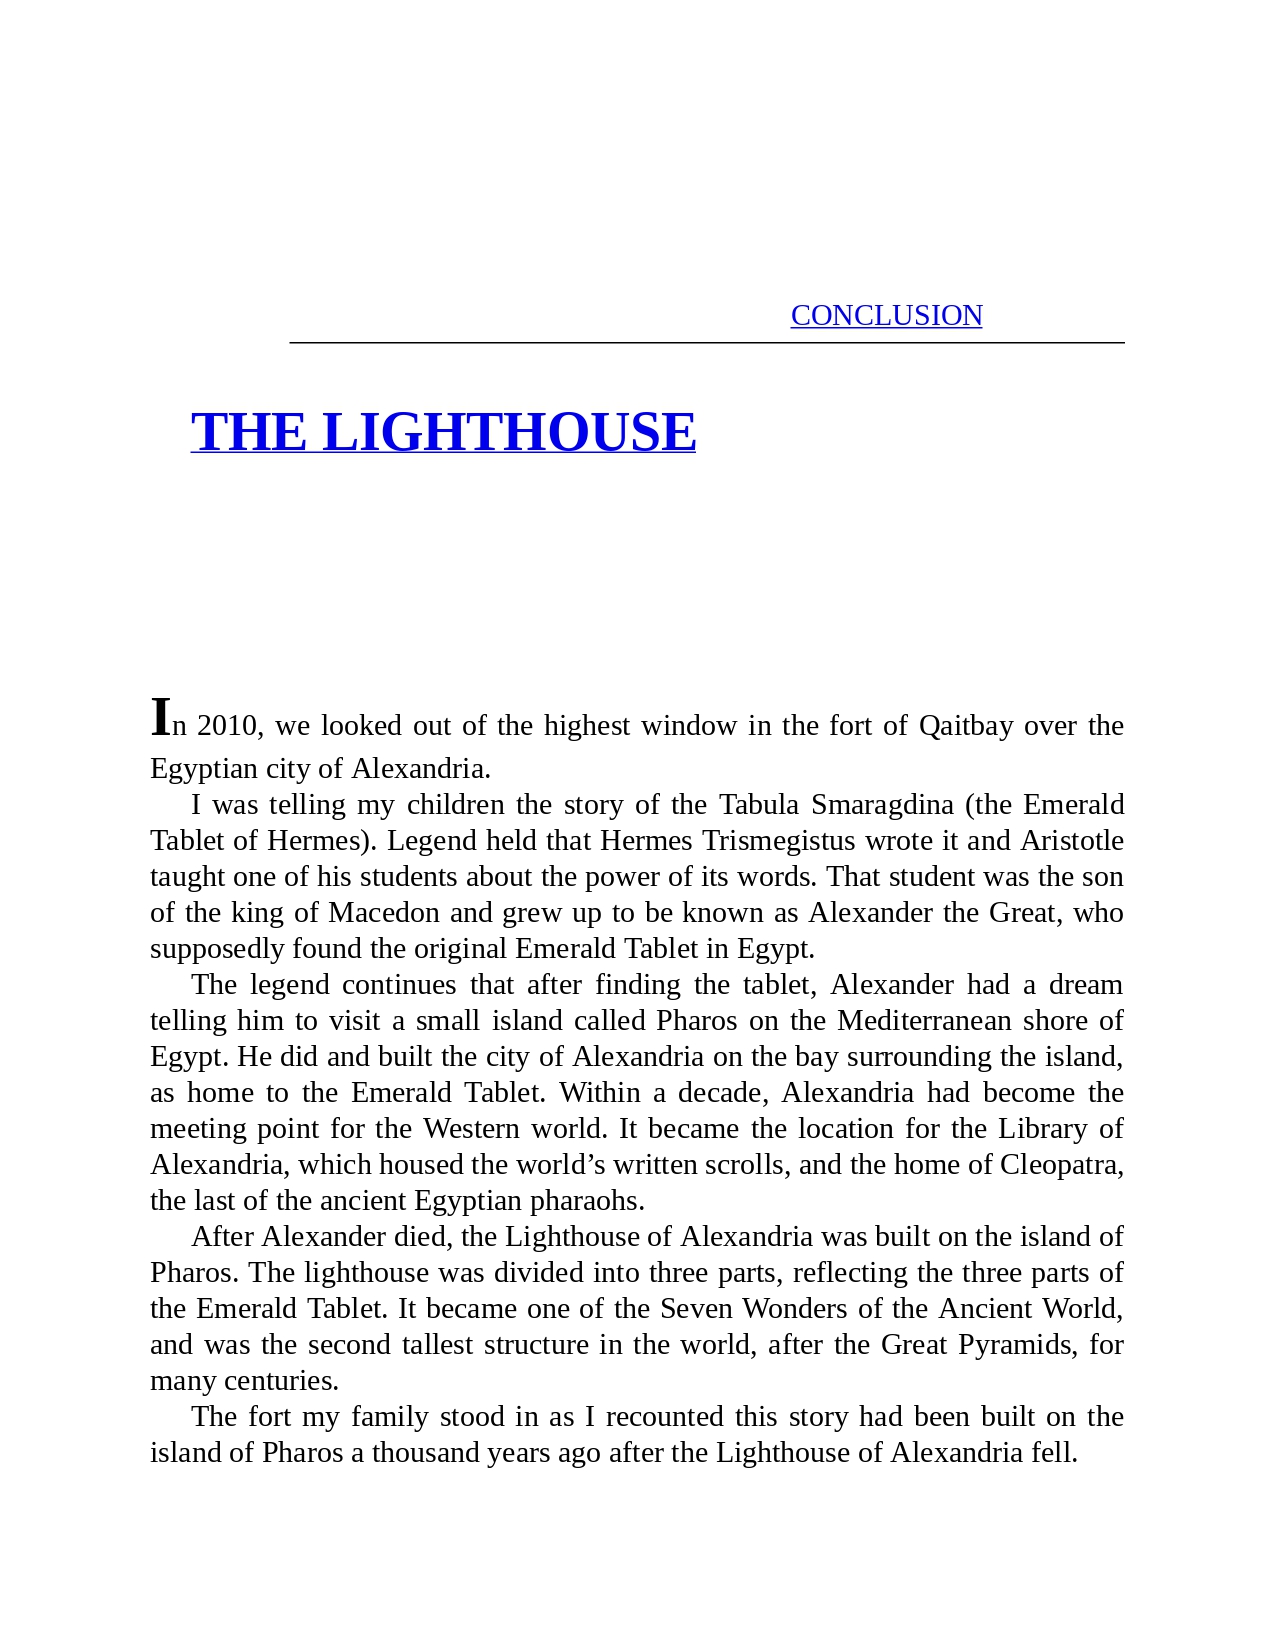 CONCLUSION
THE LIGHTHOUSE
In 2010, we looked out of the highest window in the fort of Qaitbay over the
Egyptian city of Alexandria.
I was telling my children the story of the Tabula Smaragdina (the Emerald
Tablet of Hermes). Legend held that Hermes Trismegistus wrote it and Aristotle
taught one of his students about the power of its words. That student was the son
of the king of Macedon and grew up to be known as Alexander the Great, who
supposedly found the original Emerald Tablet in Egypt.
The legend continues that after finding the tablet, Alexander had a dream
telling him to visit a small island called Pharos on the Mediterranean shore of
Egypt. He did and built the city of Alexandria on the bay surrounding the island,
as home to the Emerald Tablet. Within a decade, Alexandria had become the
meeting point for the Western world. It became the location for the Library of
Alexandria, which housed the world’s written scrolls, and the home of Cleopatra,
the last of the ancient Egyptian pharaohs.
After Alexander died, the Lighthouse of Alexandria was built on the island of
Pharos. The lighthouse was divided into three parts, reflecting the three parts of
the Emerald Tablet. It became one of the Seven Wonders of the Ancient World,
and was the second tallest structure in the world, after the Great Pyramids, for
many centuries.
The fort my family stood in as I recounted this story had been built on the
island of Pharos a thousand years ago after the Lighthouse of Alexandria fell.